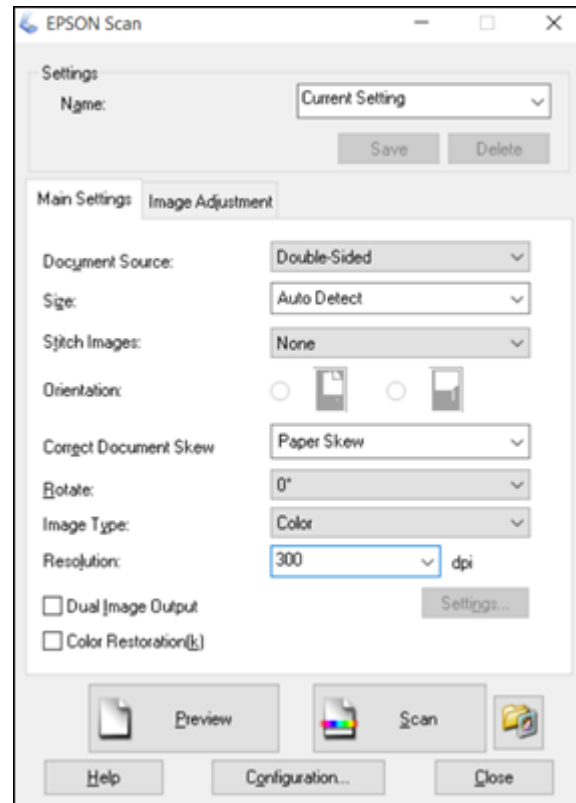 EPSON Scan
Settings
Name: Current Setting
Save Delete
Main Settings Image Adjustment
Document Source: Double-Sided
Size: Auto Detect
Stitch Images: None
Orientation:
Correct Document Skew Paper Skew
Rotate: 0°
Image Type: Color
Resolution: 300 dpi
Dual Image Output Settings...
Color Restoration(k)
Preview Scan
Help Configuration... Close